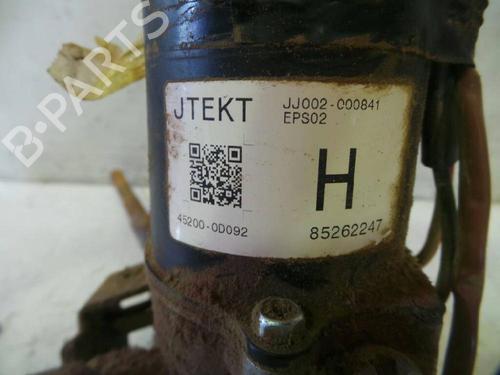 JTEKT JJ002-000841
EPS02
H
45200-0D092 85262247
B-PARTS